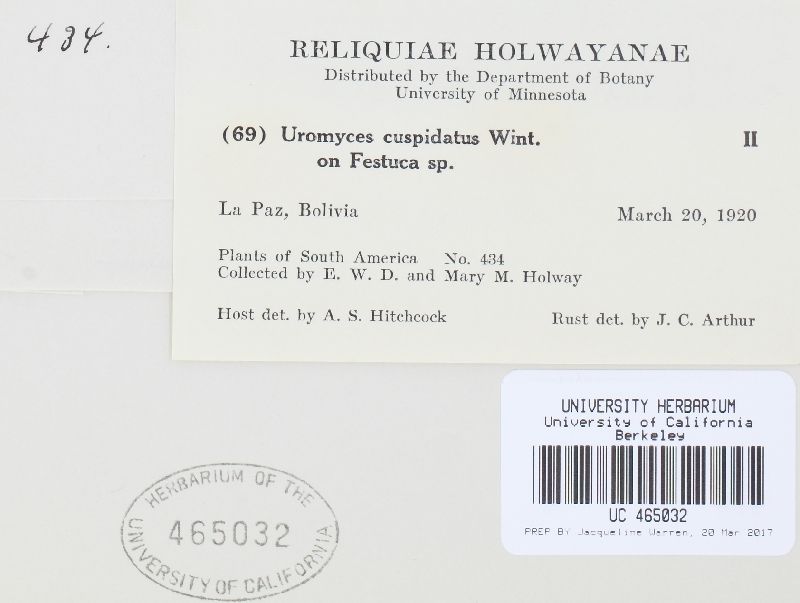 434.
RELIQUIAE HOLWAYANAE
Distributed by the Department of Botany
University of Minnesota
(69) Uromyces cuspidatus Wint. II
on Festuca sp.
La Paz, Bolivia March 20, 1920
Plants of South America No. 434
Collected by E. W. D. and Mary M. Holway
Host det. by A. S. Hitchcock Rust det. by J. C. Arthur
UNIVERSITY HERBARIUM
University of California
Berkeley
UC 465032
PREP BY Jacqueline Warren, 20 Mar 2017
HERBARIUM OF THE
465032
UNIVERSITY OF CALIFORNIA